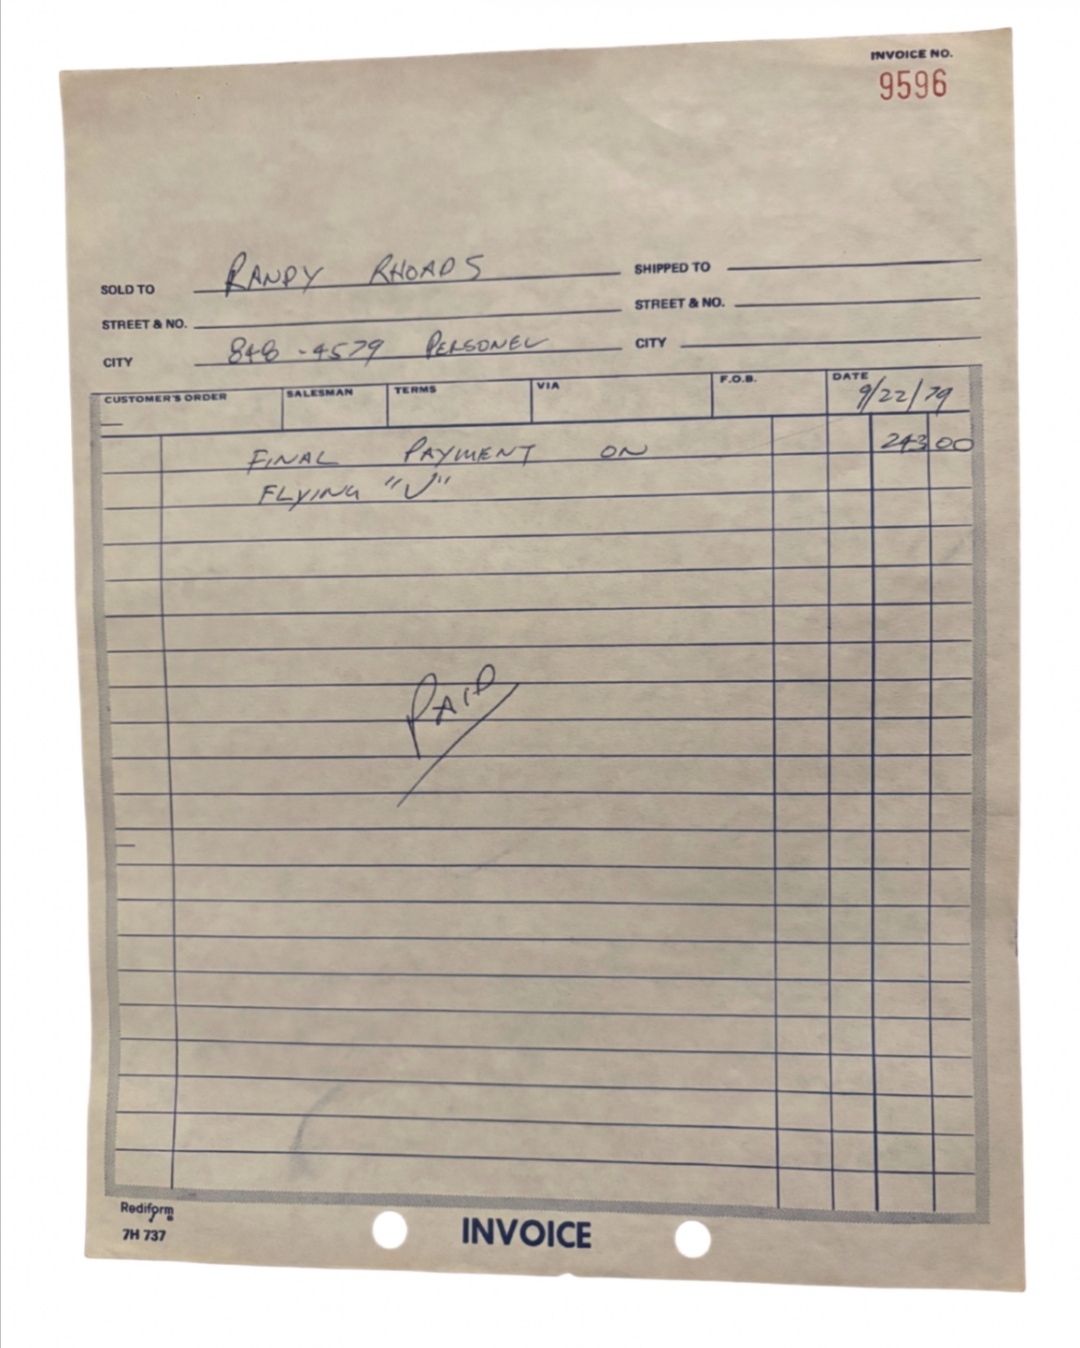 INVOICE NO.
9596
SOLD TO RANDY RHOADS
SHIPPED TO
STREET & NO.
STREET & NO.
CITY 848-4579 PERSONEL
CITY
CUSTOMER'S ORDER SALESMAN TERMS VIA F.O.B. DATE 9/22/79
FINAL PAYMENT ON 243 00
FLYING "V"
PAID
Rediform
7H 737
INVOICE